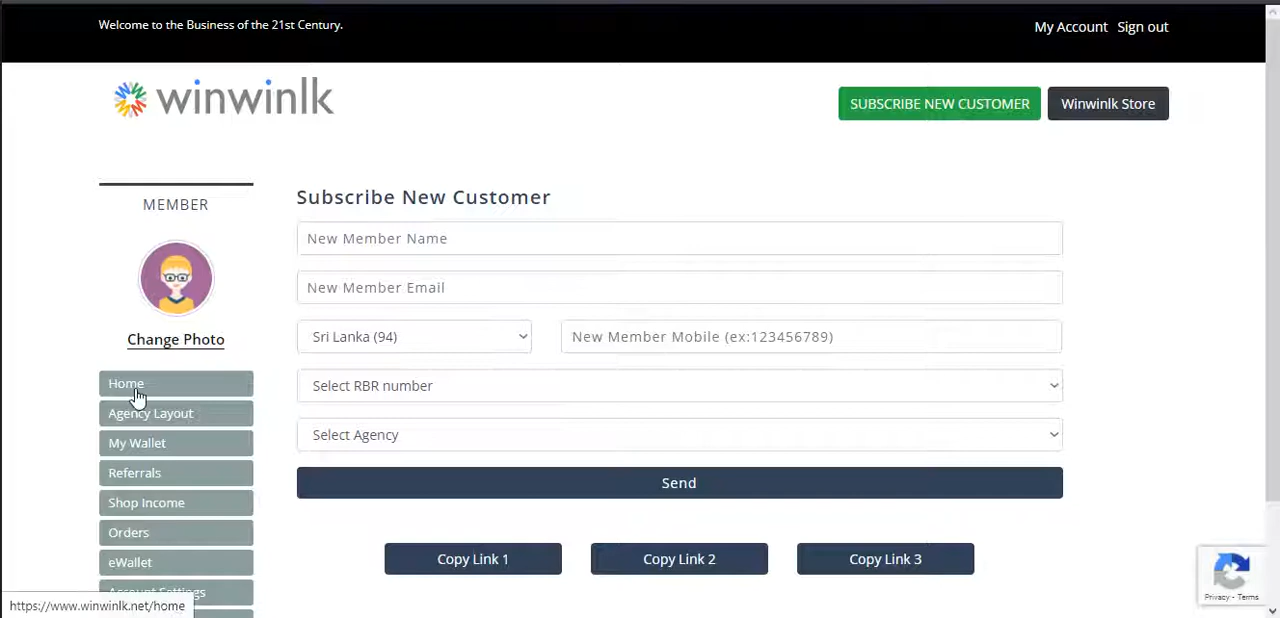 Welcome to the Business of the 21st Century.
My Account Sign out
winwinlk
SUBSCRIBE NEW CUSTOMER Winwinlk Store
MEMBER
Change Photo
Home
Agency Layout
My Wallet
Referrals
Shop Income
Orders
eWallet
Account Settings
https://www.winwinlk.net/home
Subscribe New Customer
New Member Name
New Member Email
Sri Lanka (94) New Member Mobile (ex:123456789)
Select RBR number
Select Agency
Send
Copy Link 1 Copy Link 2 Copy Link 3
Privacy - Terms